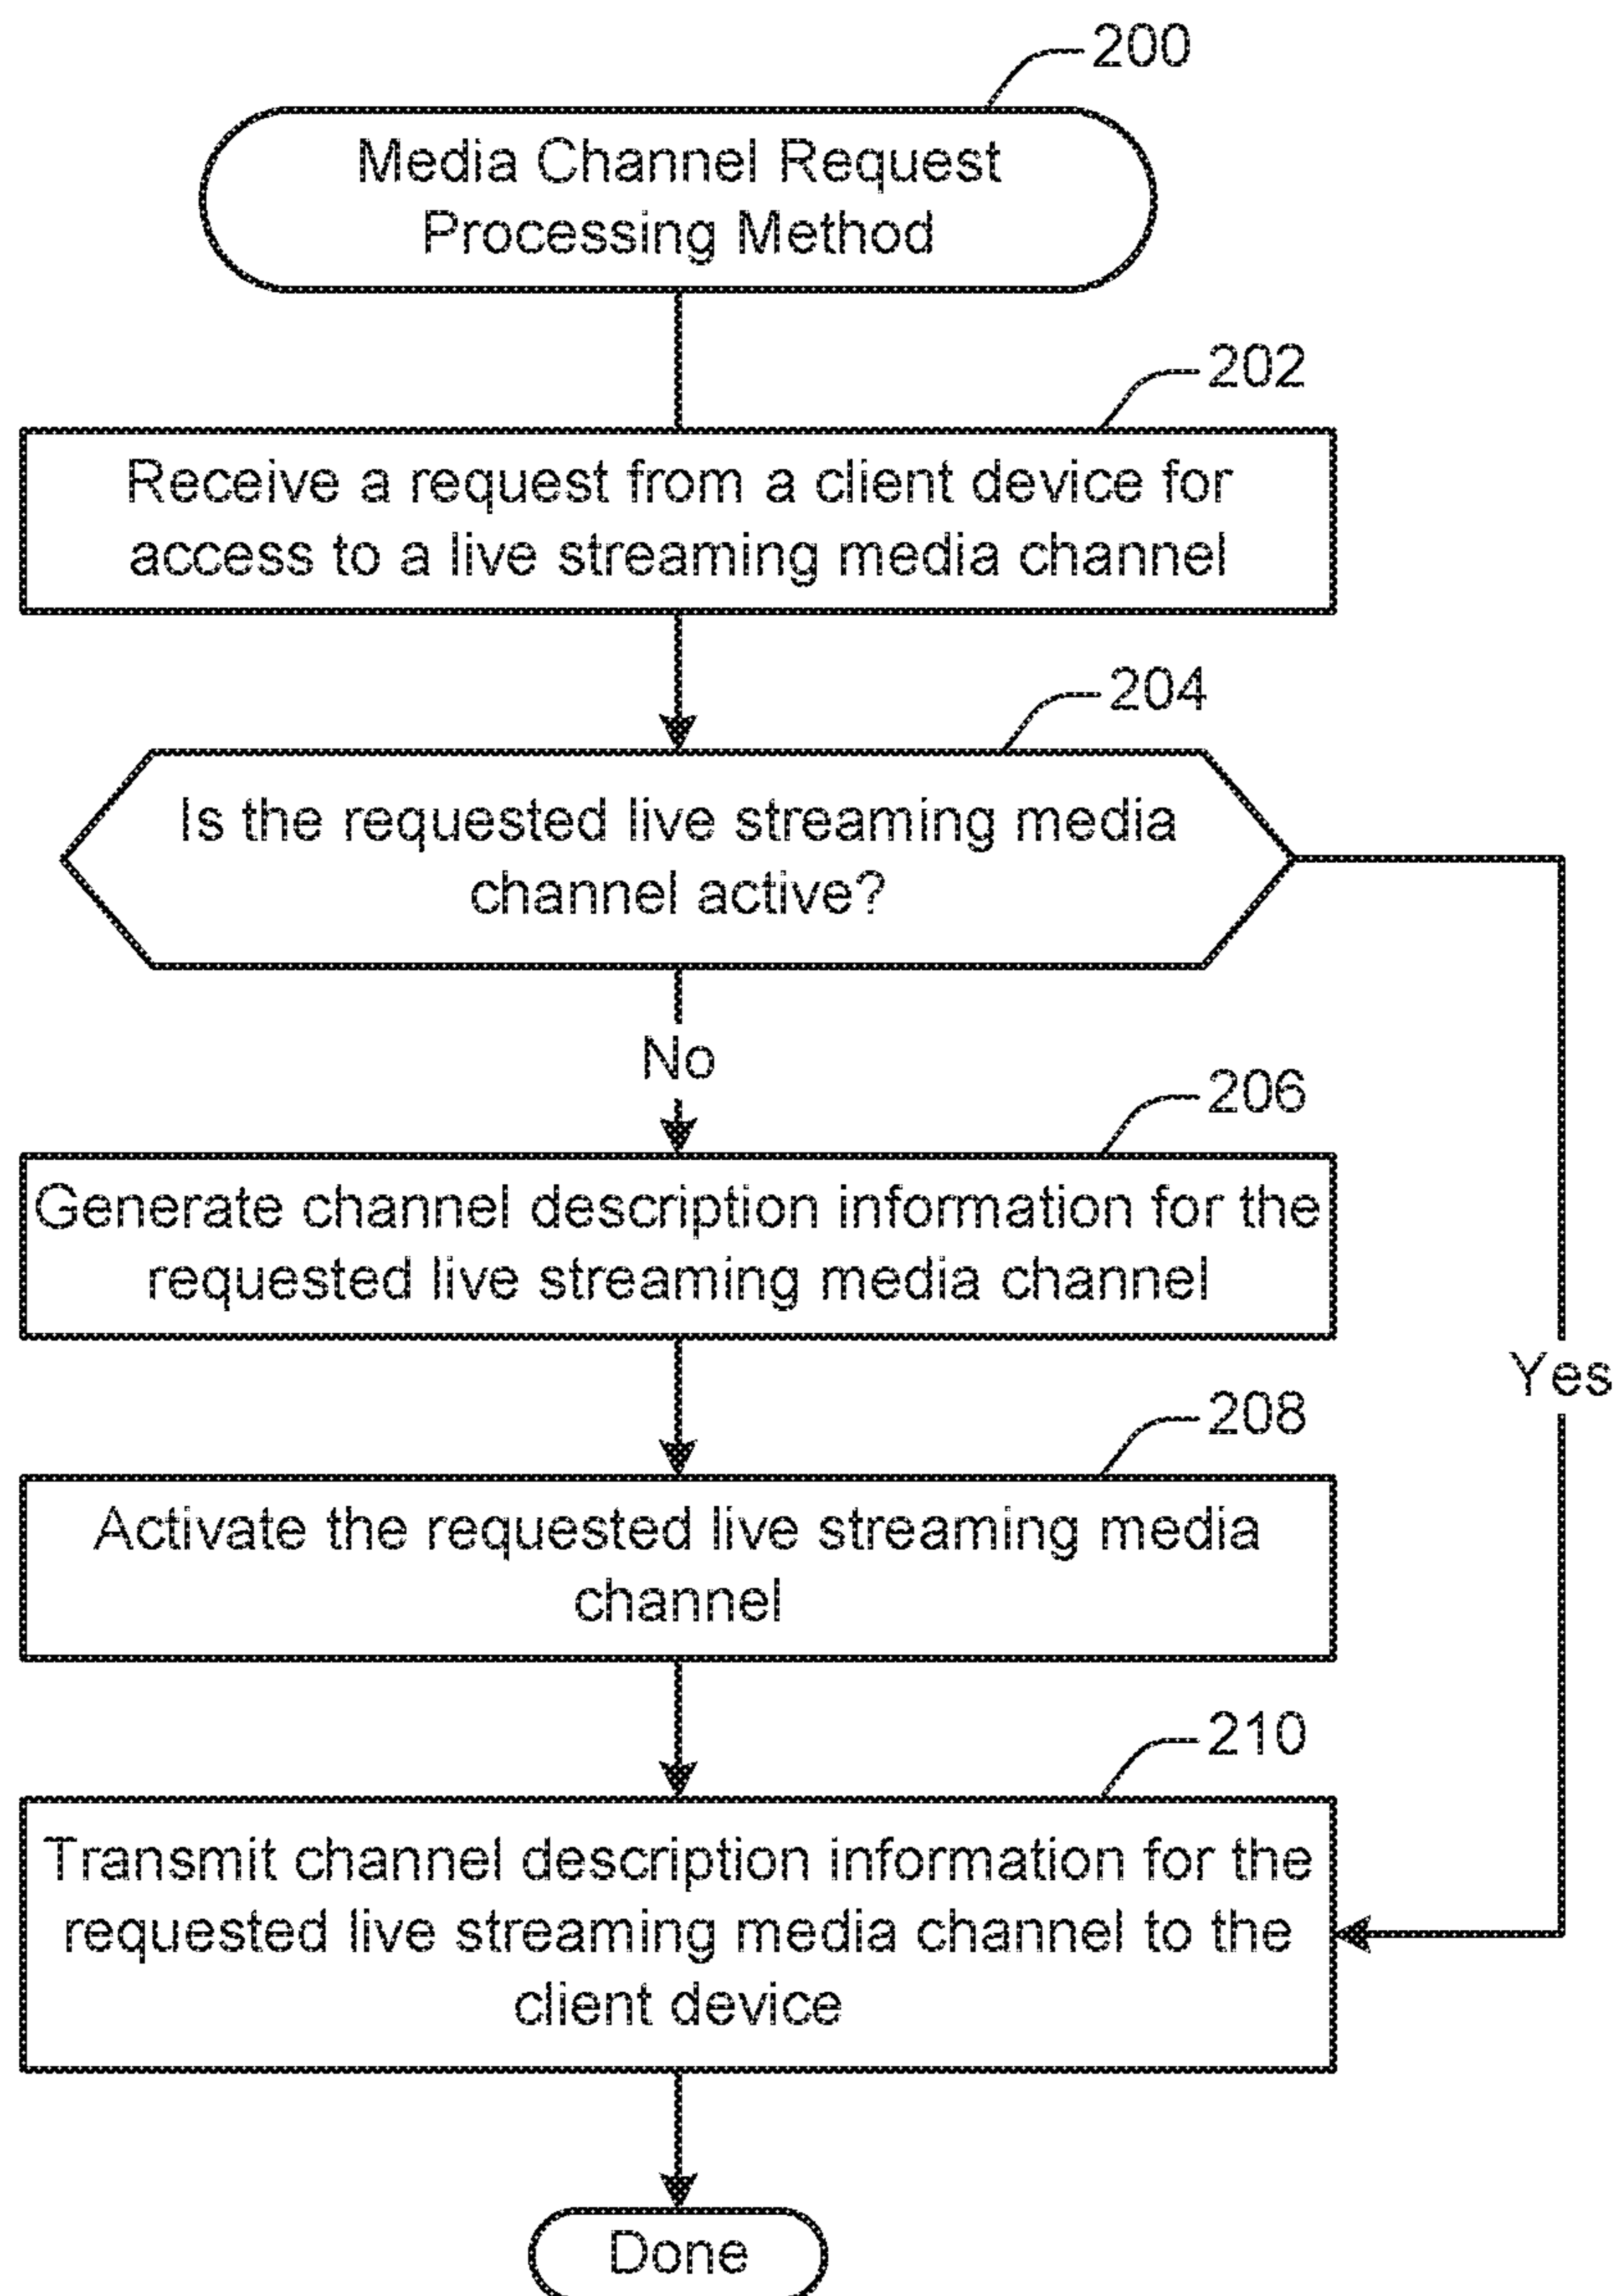 200
Media Channel Request
Processing Method
202
Receive a request from a client device for
access to a live streaming media channel
204
Is the requested live streaming media
channel active?
No
206
Generate channel description information for the
requested live streaming media channel
Yes
208
Activate the requested live streaming media
channel
210
Transmit channel description information for the
requested live streaming media channel to the
client device
Done